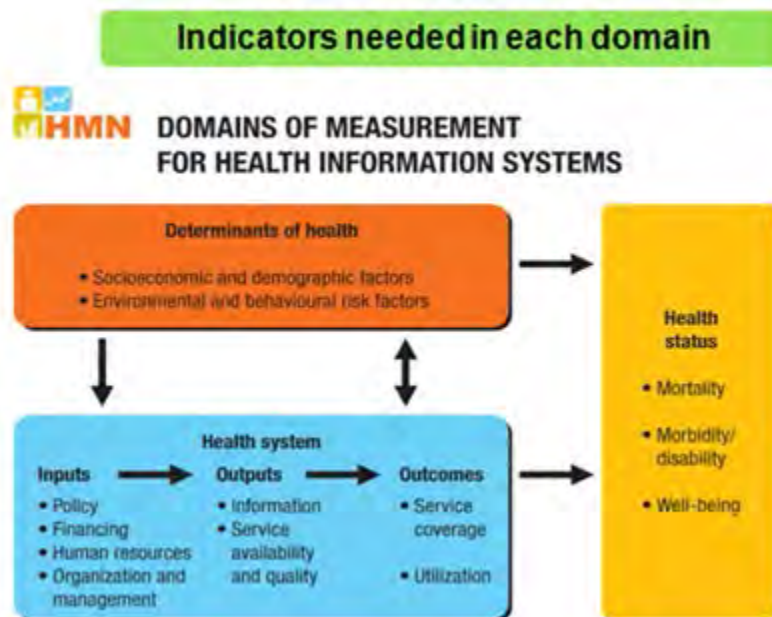 Indicators needed in each domain
HMN
DOMAINS OF MEASUREMENT
FOR HEALTH INFORMATION SYSTEMS
Determinants of health
• Socioeconomic and demographic factors
• Environmental and behavioural risk factors
Health system
Inputs
• Policy
• Financing
• Human resources
• Organization and
management
Outputs
• Information
• Service
availability
and quality
Outcomes
• Service
coverage
• Utilization
Health
status
• Mortality
• Morbidity/
disability
• Well-being